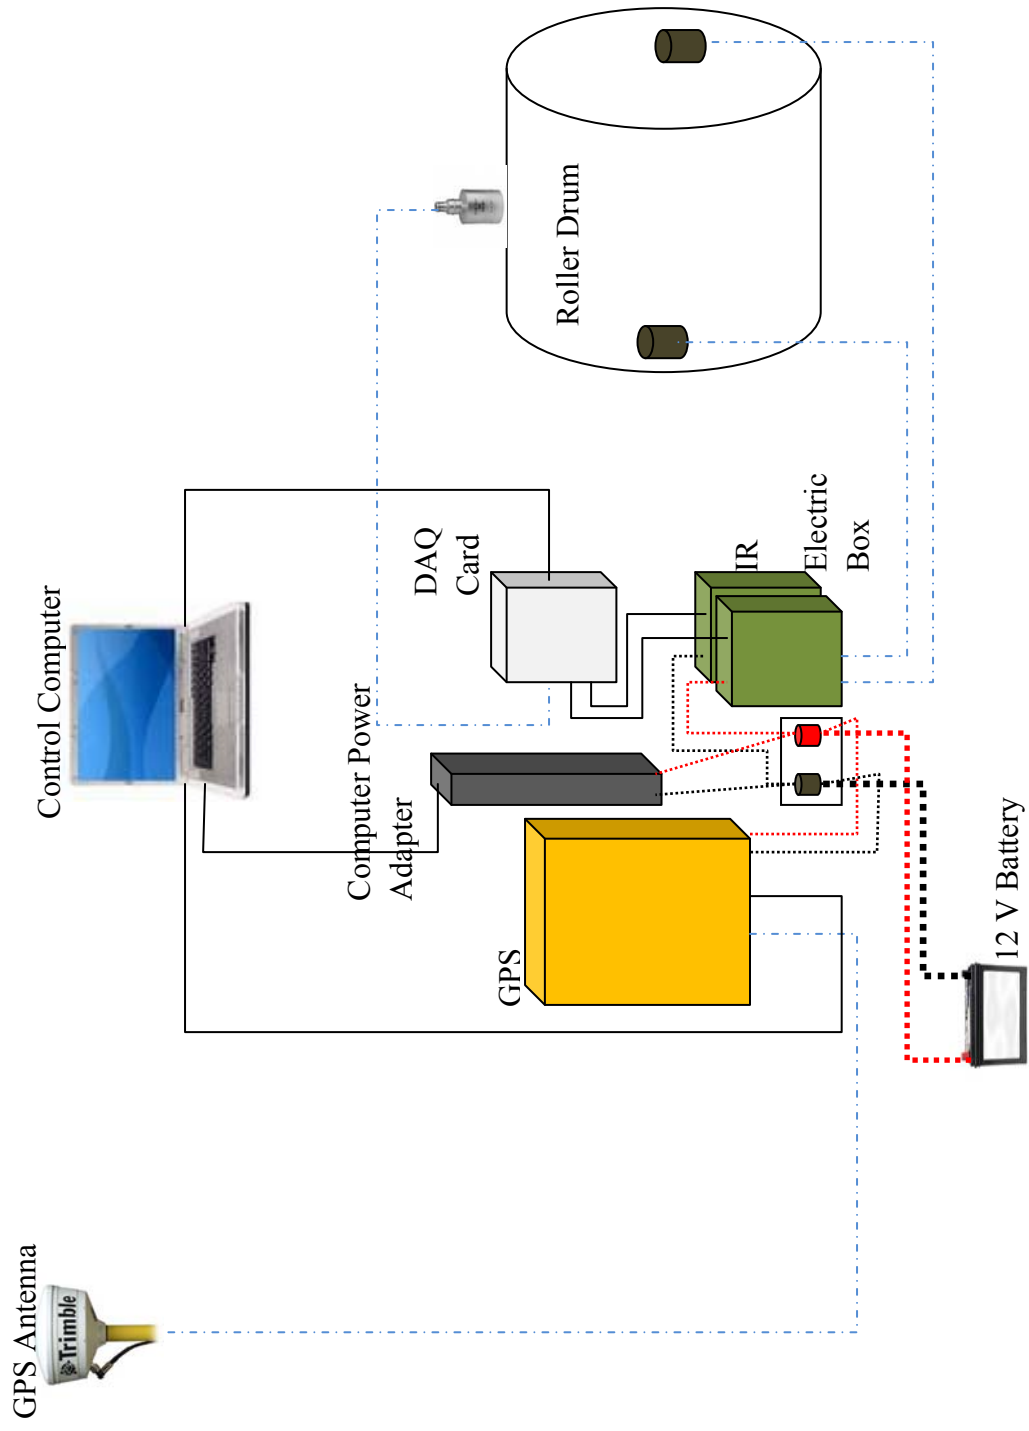 GPS Antenna
Trimble
Control Computer
Computer Power
Adapter
GPS
DAQ
Card
IR
Electric
Box
Roller Drum
12 V Battery